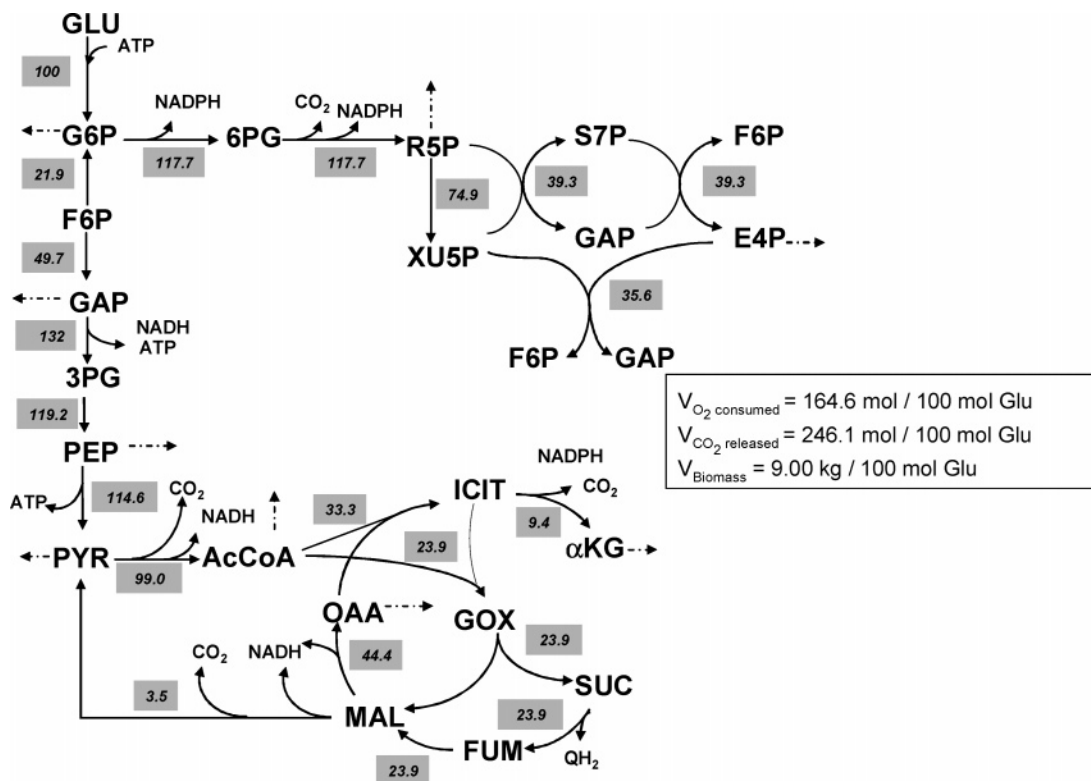 GLU
ATP
100
NADPH
CO2
NADPH
G6P
6PG
R5P
S7P
F6P
117.7
117.7
21.9
74.9
39.3
39.3
F6P
49.7
XU5P
GAP
E4P
GAP
35.6
132
NADH
ATP
F6P
GAP
3PG
119.2
VO2 consumed = 164.6 mol / 100 mol Glu
VCO2 released = 246.1 mol / 100 mol Glu
VBiomass = 9.00 kg / 100 mol Glu
PEP
ATP
114.6
CO2
NADH
33.3
ICIT
NADPH
CO2
9.4
PYR
99.0
AcCoA
23.9
αKG
OAA
GOX
CO2
NADH
44.4
23.9
3.5
SUC
MAL
23.9
FUM
QH2
23.9